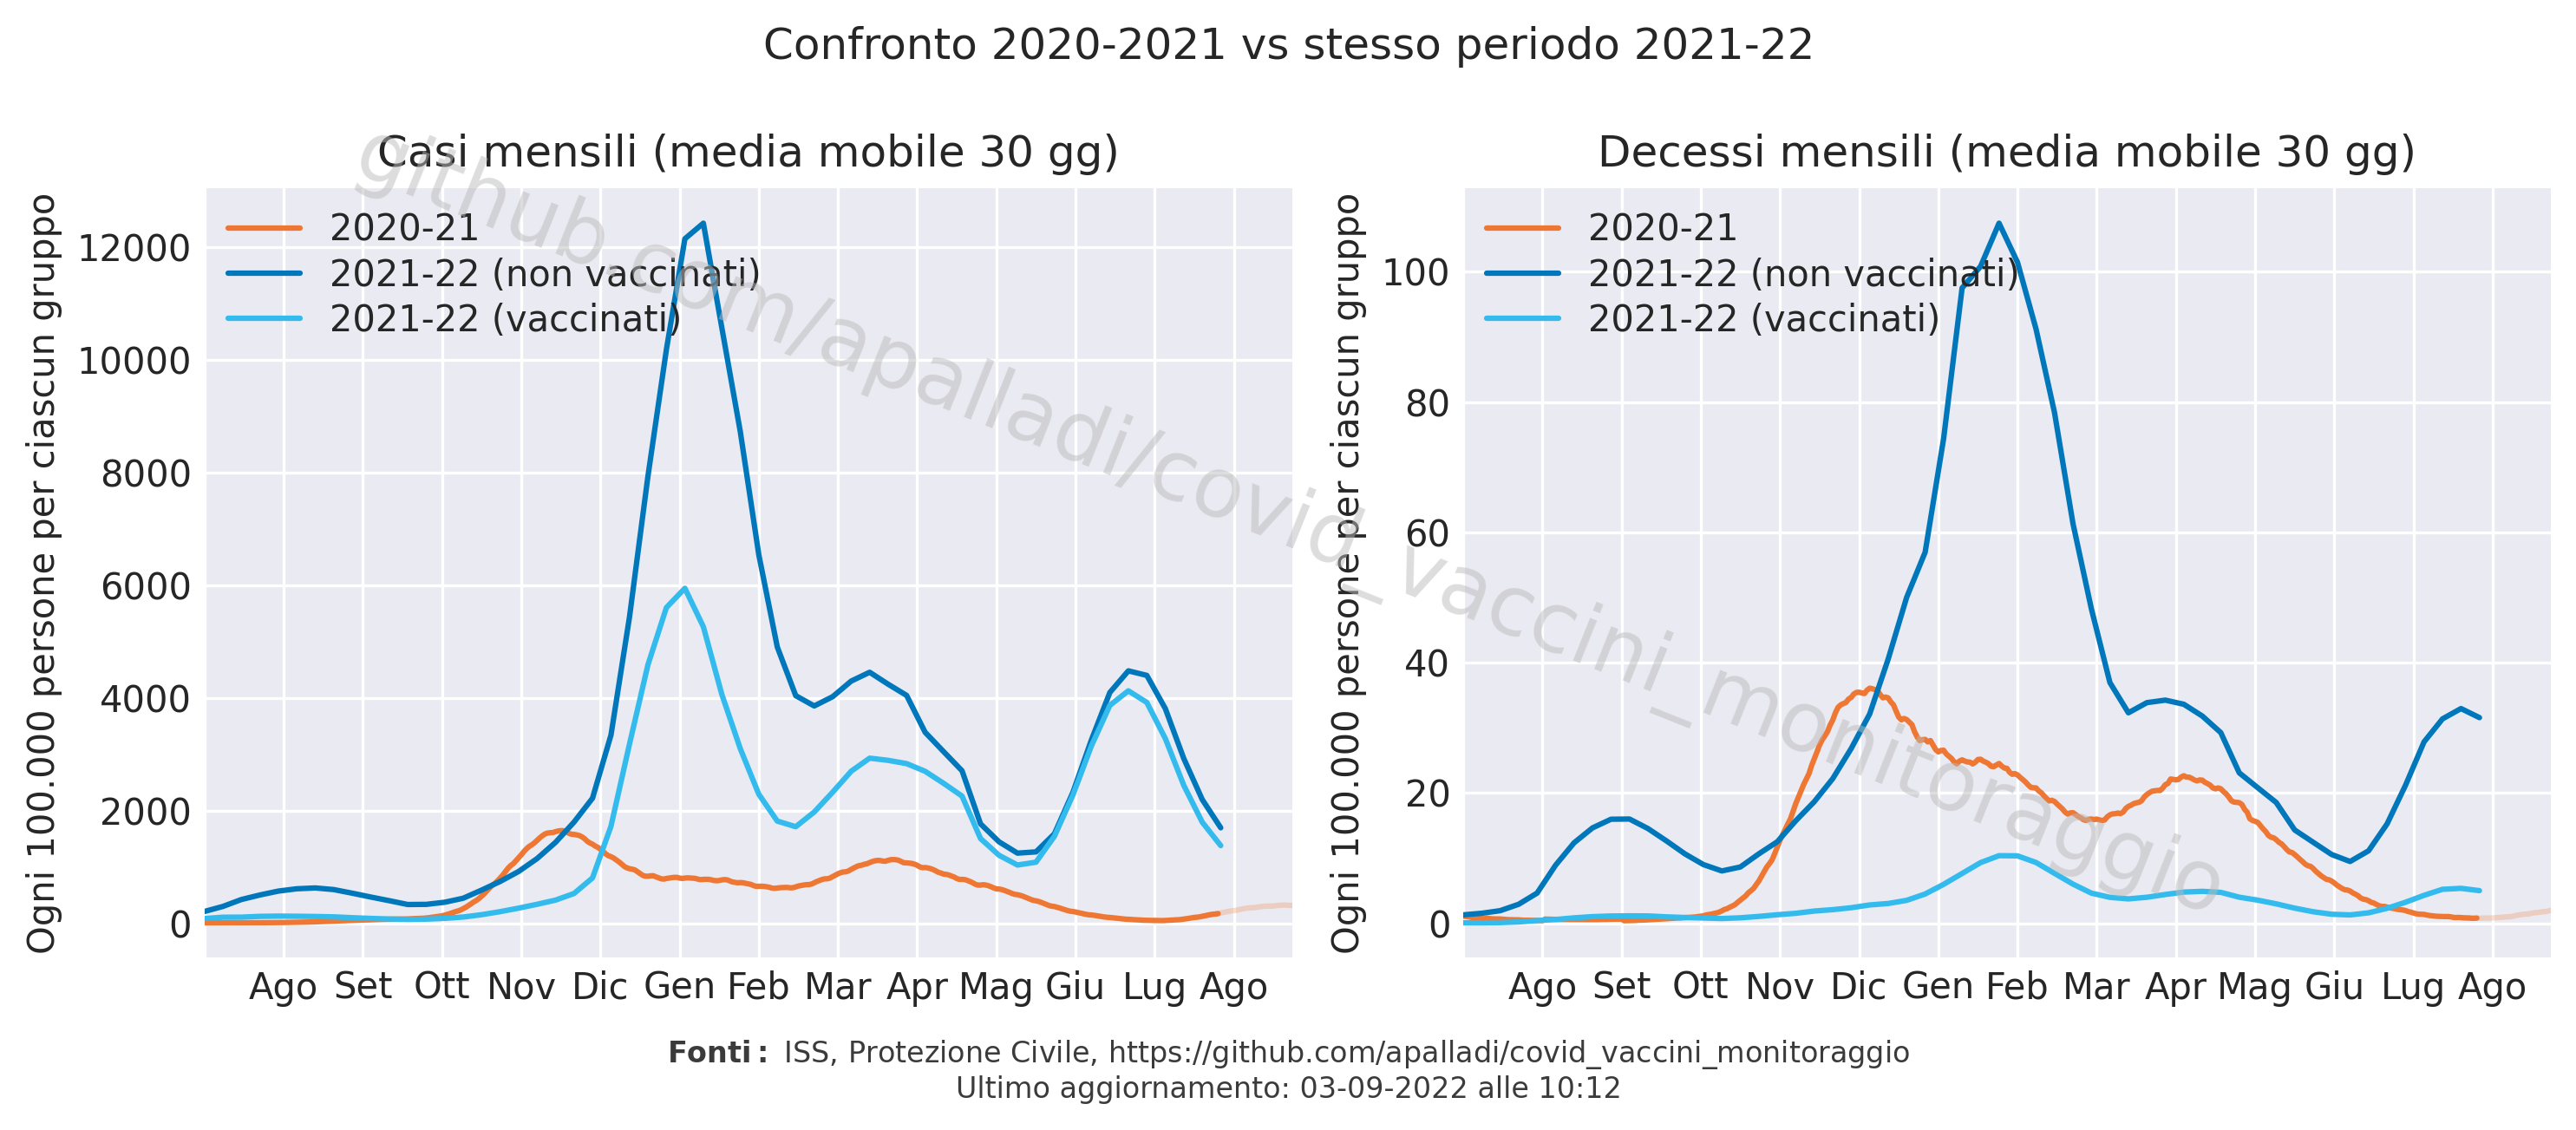 Confronto 2020-2021 vs stesso periodo 2021-22
Casi mensili (media mobile 30 gg)
Ogni 100.000 persone per ciascun gruppo
12000
10000
8000
6000
4000
2000
0
2020-21
2021-22 (non vaccinati)
2021-22 (vaccinati)
Ago Set Ott Nov Dic Gen Feb Mar Apr Mag Giu Lug Ago
Decessi mensili (media mobile 30 gg)
Ogni 100.000 persone per ciascun gruppo
100
80
60
40
20
0
2020-21
2021-22 (non vaccinati)
2021-22 (vaccinati)
Ago Set Ott Nov Dic Gen Feb Mar Apr Mag Giu Lug Ago
github.com/apalladi/covid_vaccini_monitoraggio
Fonti: ISS, Protezione Civile, https://github.com/apalladi/covid_vaccini_monitoraggio
Ultimo aggiornamento: 03-09-2022 alle 10:12